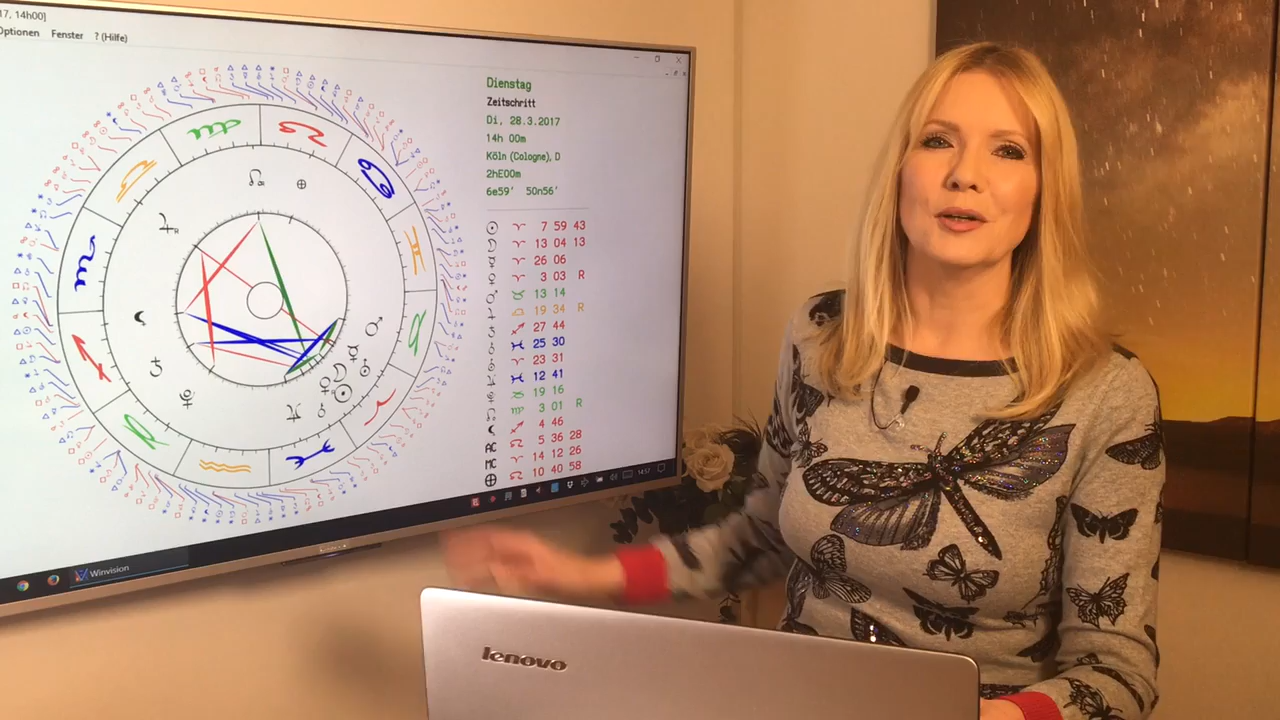 17, 14h00]
Optionen Fenster ? (Hilfe)
Dienstag
Zeitschritt
Di, 28.3.2017
14h 00m
Köln (Cologne), D
2hE00m
6e59' 50n56'
☉ ♈ 7 59 43
☽ ♈ 13 04 13
☿ ♈ 26 06
♀ ♈ 3 03 R
♂ ♉ 13 14
♃ ♎ 19 34 R
♄ ♐ 27 44
⚷ ♓ 25 30
♅ ♈ 23 31
♆ ♓ 12 41
♇ ♑ 19 16
☊ ♍ 3 01 R
⚸ ♐ 4 46
AC ♌ 5 36 28
MC ♈ 14 12 26
⊕ ♌ 10 40 58
14:57
Winvision
lenovo